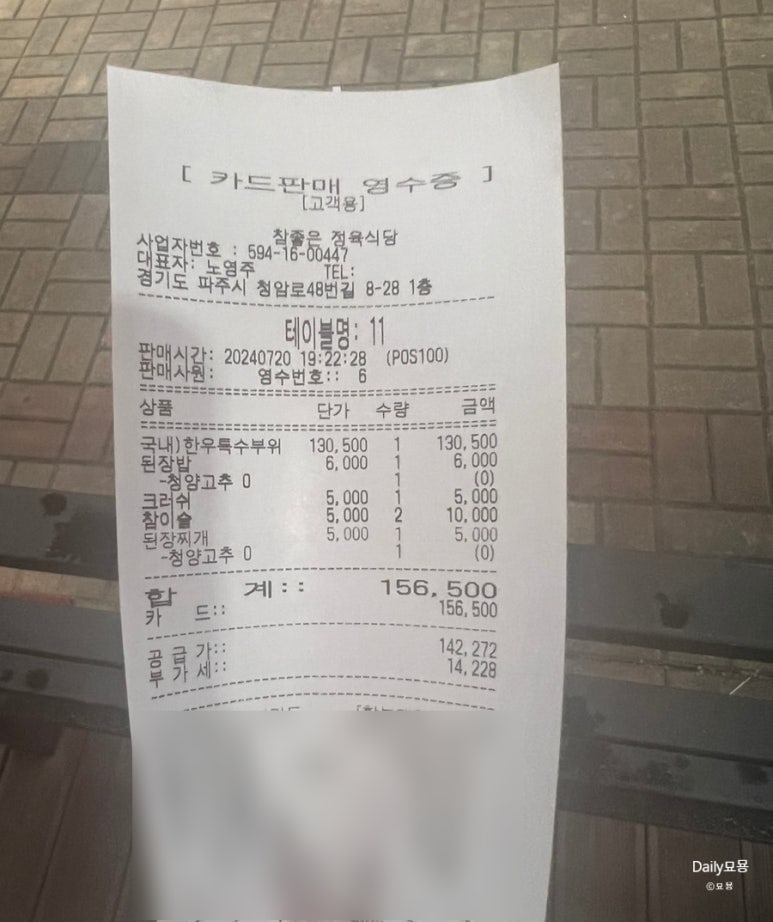 [ 카드판매 영수증 ]
[고객용]
참좋은 정육식당
사업자번호 : 594-16-00447
대표자: 노영주 TEL:
경기도 파주시 청암로48번길 8-28 1층
테이블명: 11
판매시간: 20240720 19:22:28 (POS100)
판매사원: 영수번호:: 6
상품 단가 수량 금액
국내)한우특수부위 130,500 1 130,500
된장밥 6,000 1 6,000
-청양고추 O 1 (0)
크러쉬 5,000 1 5,000
참이슬 5,000 2 10,000
된장찌개 5,000 1 5,000
-청양고추 O 1 (0)
합 계:: 156,500
카 드:: 156,500
공 급 가:: 142,272
부 가 세:: 14,228
Daily묘묭
©묘묭